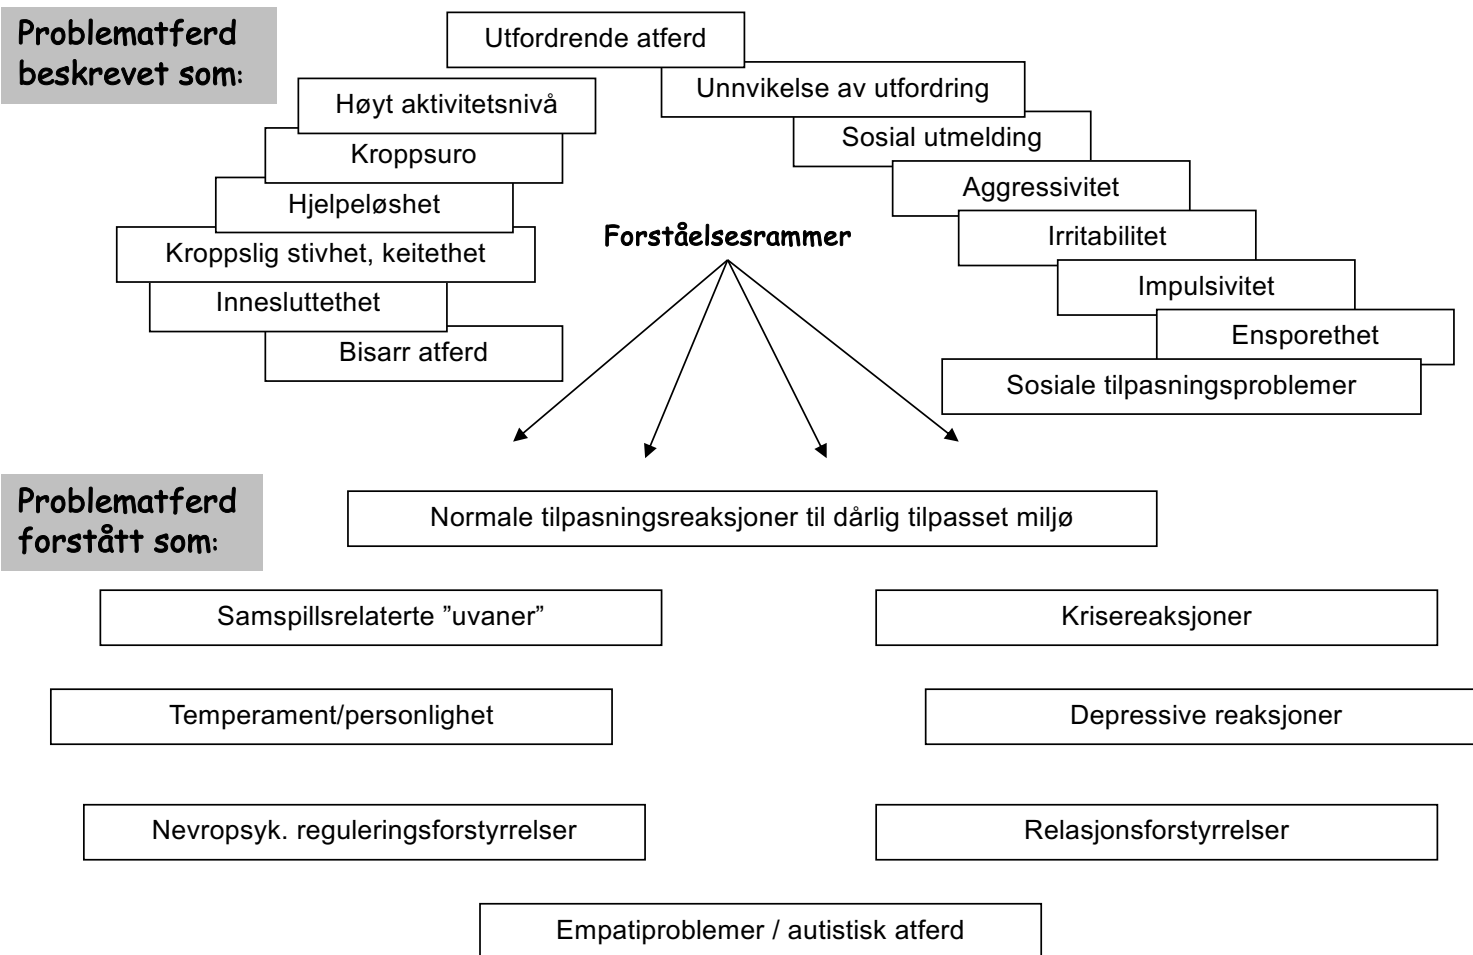 Problematferd
beskrevet som:
Utfordrende atferd
Unnvikelse av utfordring
Høyt aktivitetsnivå
Sosial utmelding
Kroppsuro
Aggressivitet
Hjelpeløshet
Forståelsesrammer
Irritabilitet
Kroppslig stivhet, keitethet
Impulsivitet
Innesluttethet
Ensporethet
Bisarr atferd
Sosiale tilpasningsproblemer
Problematferd
forstått som:
Normale tilpasningsreaksjoner til dårlig tilpasset miljø
Samspillsrelaterte ”uvaner”
Krisereaksjoner
Temperament/personlighet
Depressive reaksjoner
Nevropsyk. reguleringsforstyrrelser
Relasjonsforstyrrelser
Empatiproblemer / autistisk atferd